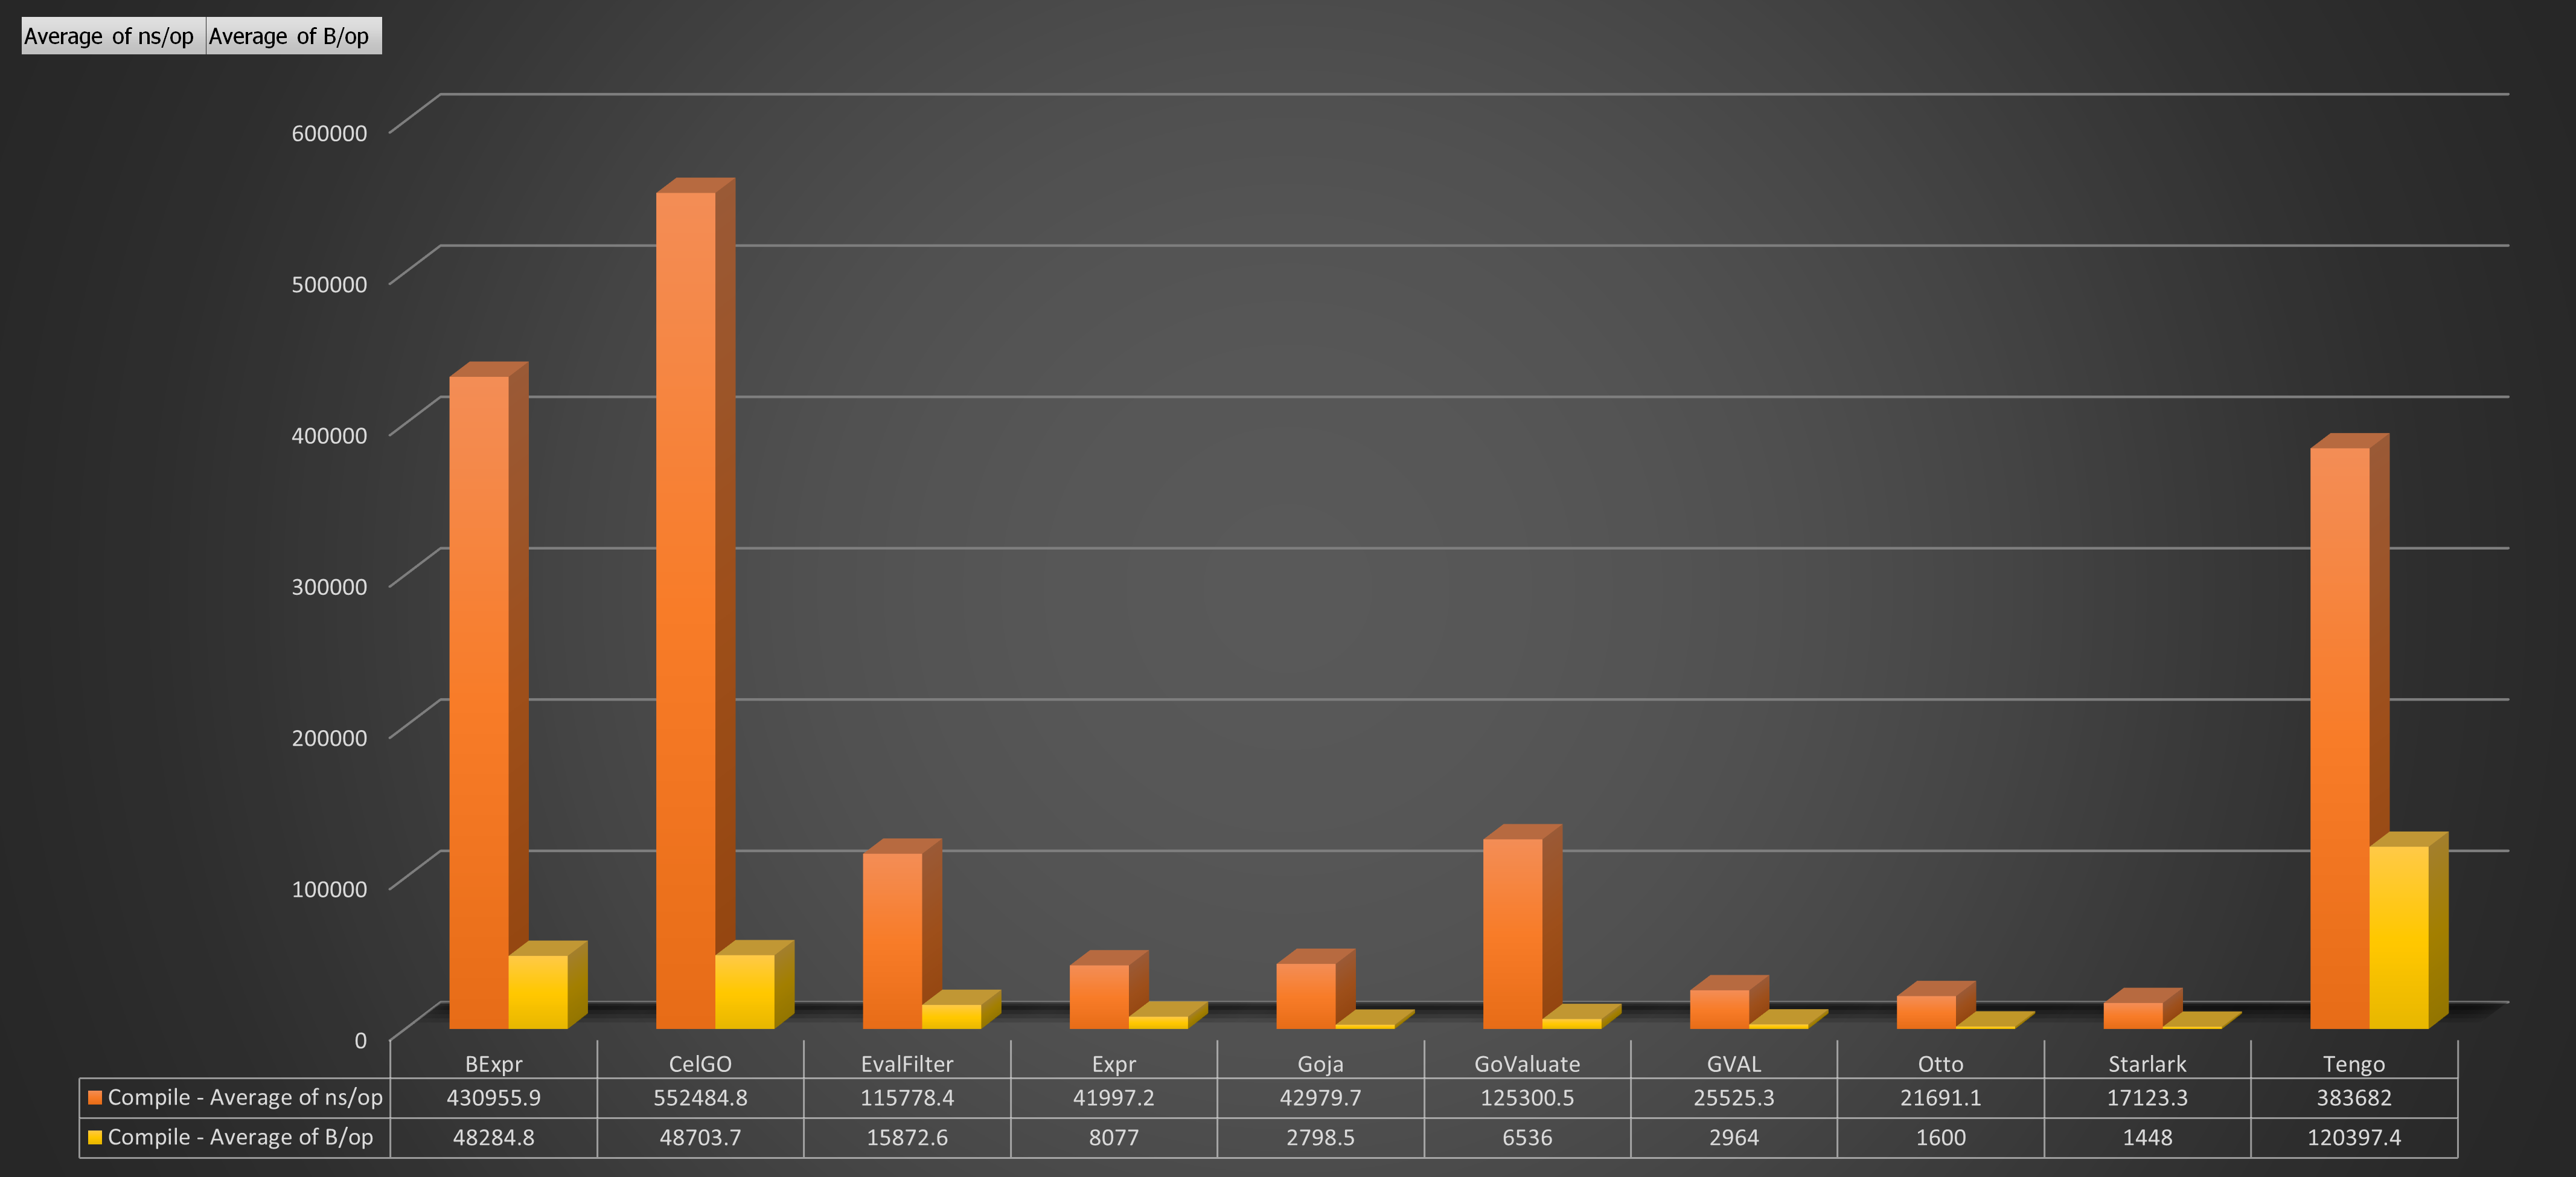 Average of ns/op Average of B/op
600000
500000
400000
300000
200000
100000
0
BExpr CelGO EvalFilter Expr Goja GoValuate GVAL Otto Starlark Tengo
Compile - Average of ns/op 430955.9 552484.8 115778.4 41997.2 42979.7 125300.5 25525.3 21691.1 17123.3 383682
Compile - Average of B/op 48284.8 48703.7 15872.6 8077 2798.5 6536 2964 1600 1448 120397.4